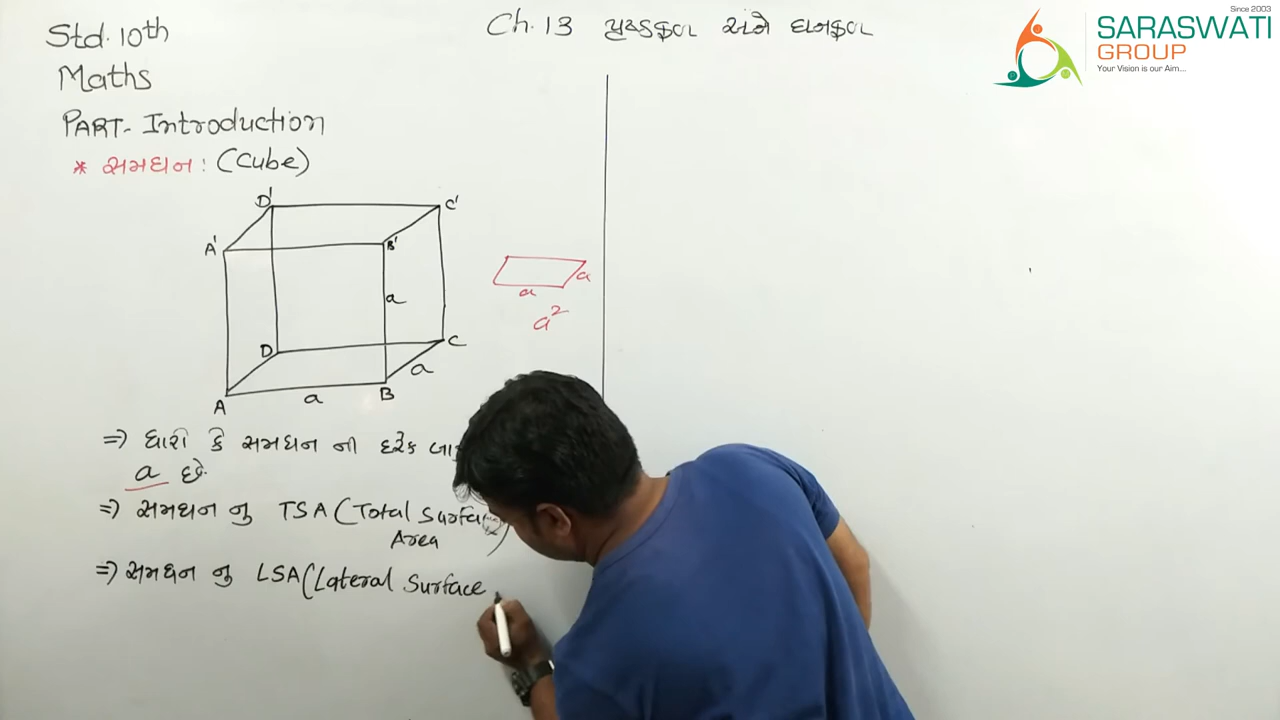 Std. 10th
Ch. 13 પૃષ્ઠફળ અને ઘનફળ
Since 2003
SARASWATI
GROUP
Your Vision is our Aim...
Maths
PART- Introduction
* સમઘન : (Cube)
D'
C'
A'
B'
a
a
a
a²
D
C
a
a
B
A
=) ધારો કે સમઘન ની દરેક
a છે.
=) સમઘન નુ TSA (Total Surface
Area)
=) સમઘન નુ LSA (Lateral Surface